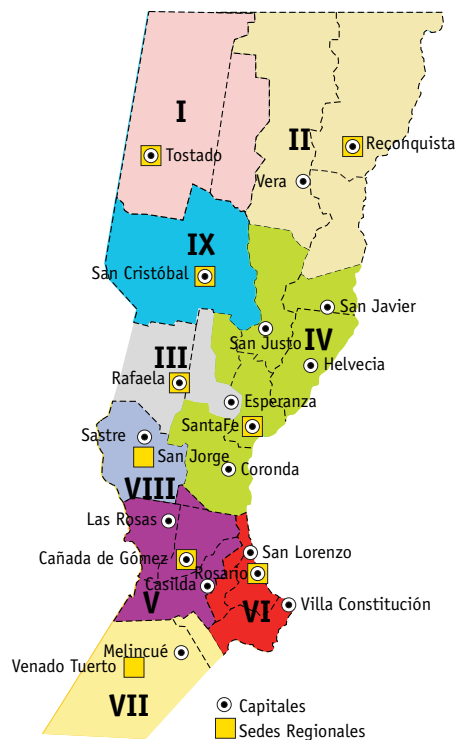 I
II
Reconquista
Tostado
Vera
IX
San Cristóbal
San Javier
San Justo
IV
III
Helvecia
Rafaela
Esperanza
SantaFe
Sastre
San Jorge
Coronda
VIII
Las Rosas
San Lorenzo
Cañada de Gómez
Rosario
Casilda
V
VI
Villa Constitución
Melincué
Venado Tuerto
VII
Capitales
Sedes Regionales